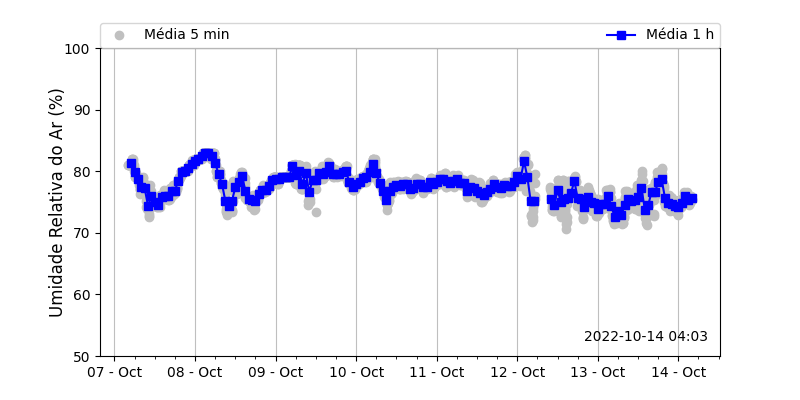 Média 5 min
Média 1 h
Umidade Relativa do Ar (%)
100
90
80
70
60
50
2022-10-14 04:03
07 - Oct
08 - Oct
09 - Oct
10 - Oct
11 - Oct
12 - Oct
13 - Oct
14 - Oct